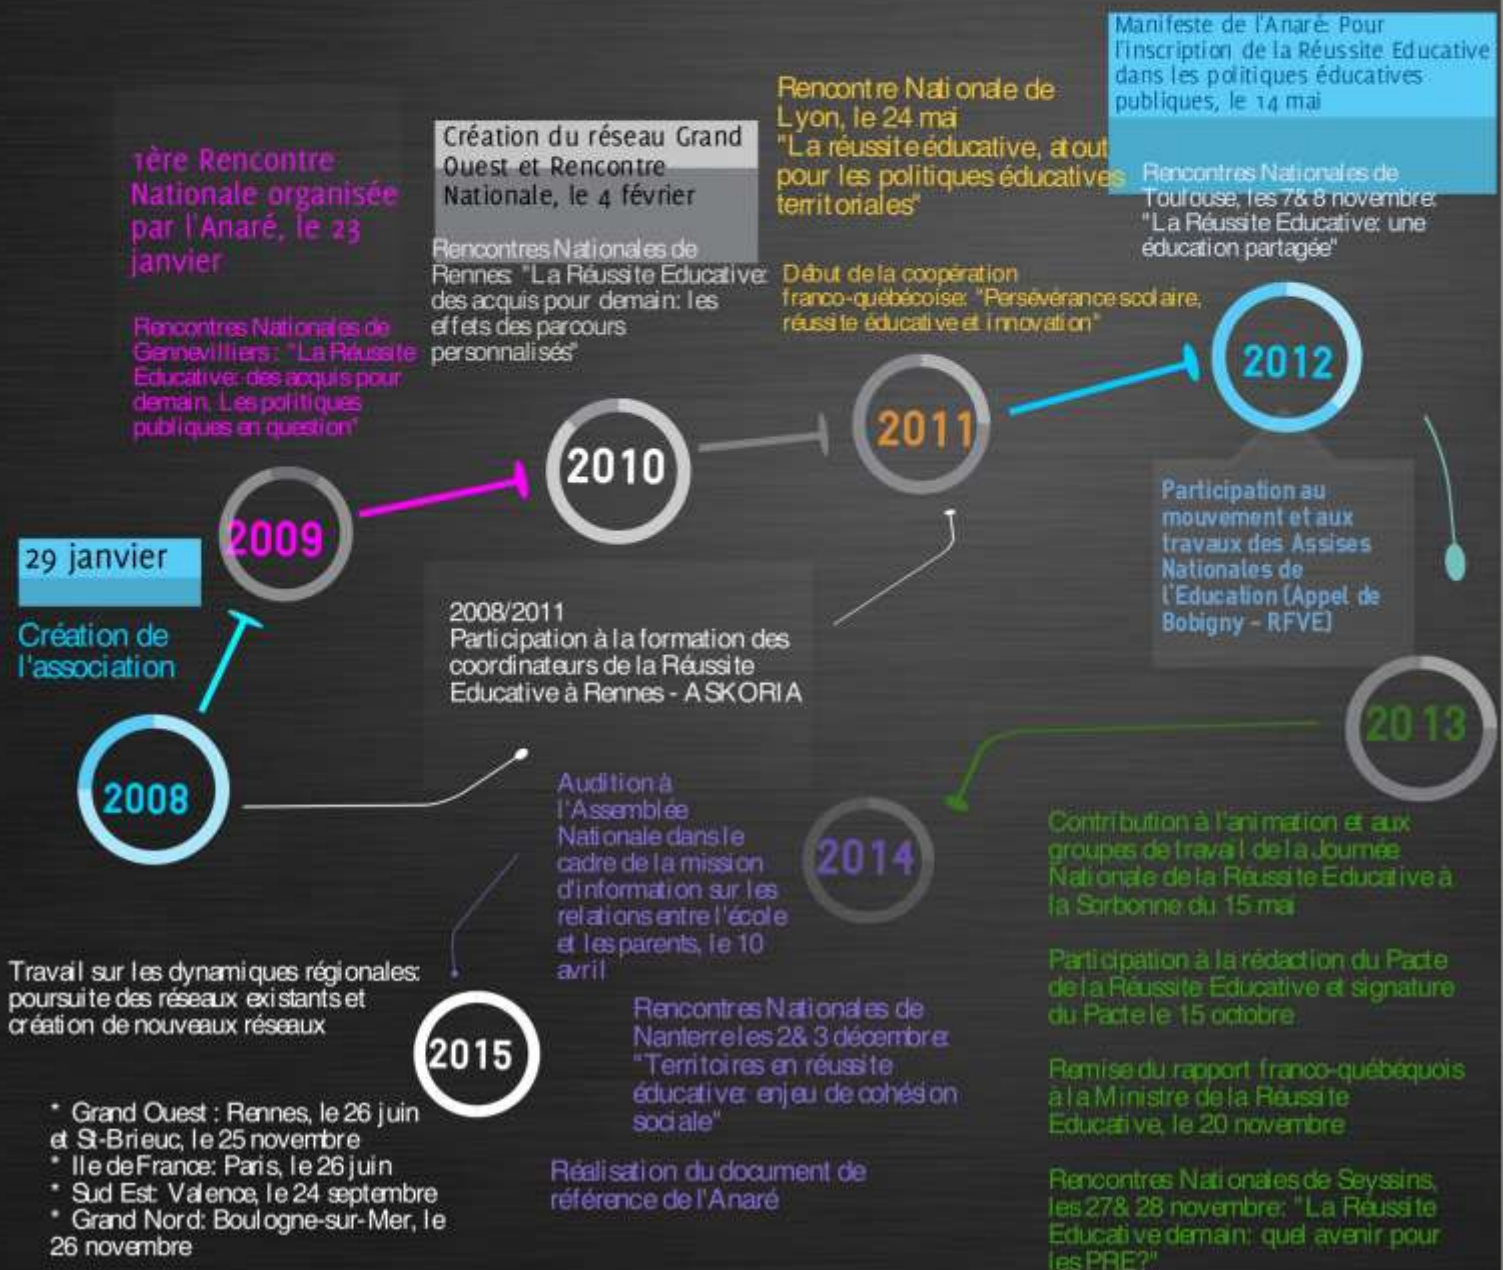 29 janvier
Création de
l'association
2008
2008/2011
Participation à la formation des
coordinateurs de la Réussite
Educative à Rennes - ASKORIA
1ère Rencontre
Nationale organisée
par l'Anaré, le 23
janvier
Rencontres Nationales de
Gennevilliers : "La Réussite
Educative: des acquis pour
demain. Les politiques
publiques en question"
2009
Création du réseau Grand
Ouest et Rencontre
Nationale, le 4 février
Rencontres Nationales de
Rennes: "La Réussite Educative:
des acquis pour demain: les
effets des parcours
personnalisés"
2010
Rencontre Nationale de
Lyon, le 24 mai
"La réussite éducative, atout
pour les politiques éducatives
territoriales"
Début de la coopération
franco-québécoise: "Persévérance scolaire,
réussite éducative et innovation"
2011
Manifeste de l'Anaré: Pour
l'inscription de la Réussite Educative
dans les politiques éducatives
publiques, le 14 mai
Rencontres Nationales de
Toulouse, les 7& 8 novembre:
"La Réussite Educative: une
éducation partagée"
2012
Participation au
mouvement et aux
travaux des Assises
Nationales de
l'Education (Appel de
Bobigny - RFVE)
2013
Contribution à l'animation et aux
groupes de travail de la Journée
Nationale de la Réussite Educative à
la Sorbonne du 15 mai
Participation à la rédaction du Pacte
de la Réussite Educative et signature
du Pacte le 15 octobre
Remise du rapport franco-québéquois
à la Ministre de la Réussite
Educative, le 20 novembre
Rencontres Nationales de Seyssins,
les 27& 28 novembre: "La Réussite
Educative demain: quel avenir pour
les PRE?"
2014
Audition à
l'Assemblée
Nationale dans le
cadre de la mission
d'information sur les
relations entre l'école
et les parents, le 10
avril
Rencontres Nationales de
Nanterre les 2& 3 décembre:
"Territoires en réussite
éducative: enjeu de cohésion
sociale"
Réalisation du document de
référence de l'Anaré
2015
Travail sur les dynamiques régionales:
poursuite des réseaux existants et
création de nouveaux réseaux
* Grand Ouest : Rennes, le 26 juin
et St-Brieuc, le 25 novembre
* Ile de France: Paris, le 26 juin
* Sud Est: Valence, le 24 septembre
* Grand Nord: Boulogne-sur-Mer, le
26 novembre